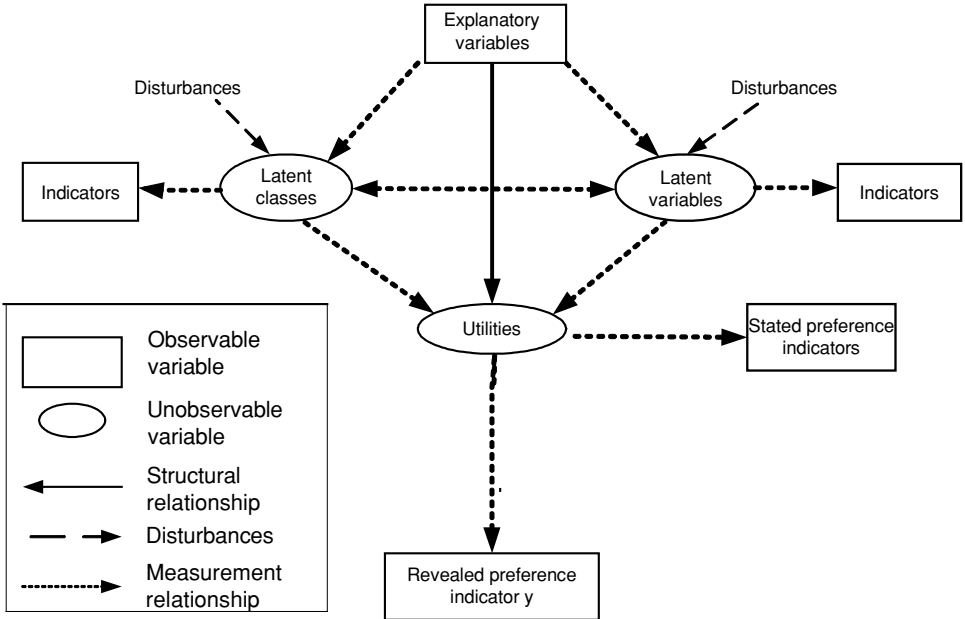 Explanatory
variables
Disturbances
Disturbances
Indicators
Latent
classes
Latent
variables
Indicators
Utilities
Stated preference
indicators
Observable
variable
Unobservable
variable
Structural
relationship
Disturbances
Measurement
relationship
Revealed preference
indicator y